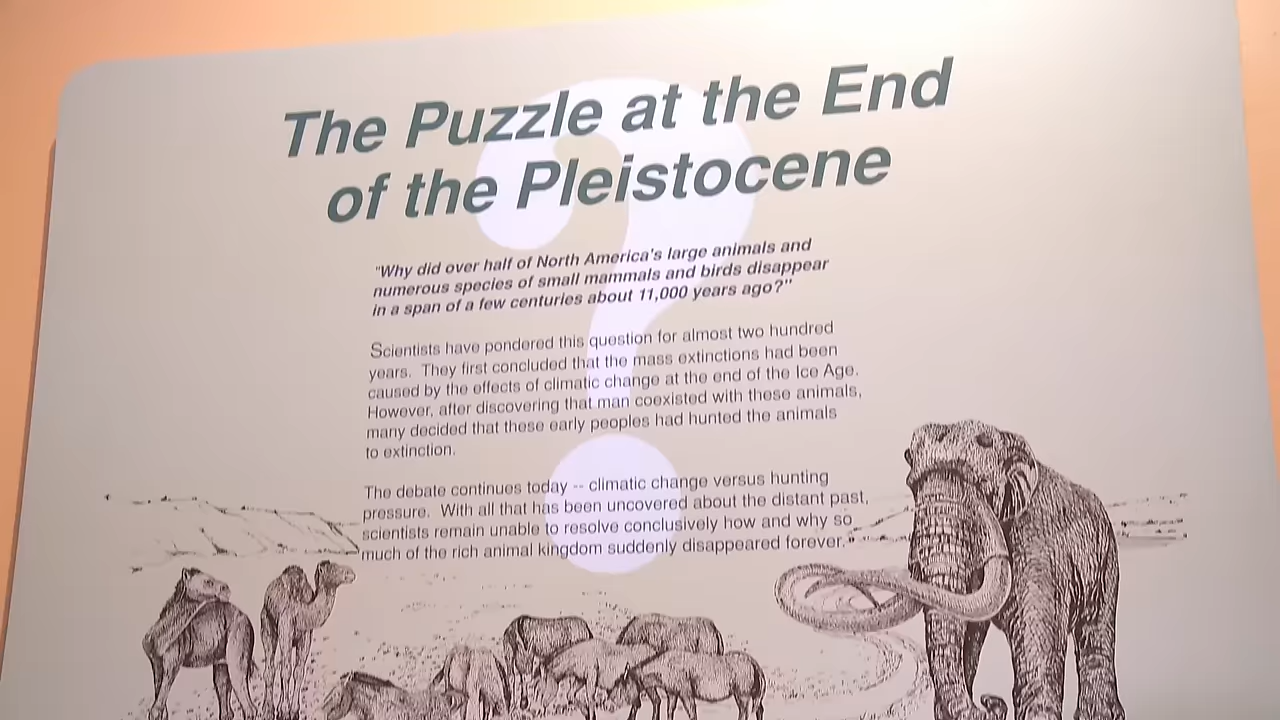 The Puzzle at the End
of the Pleistocene
"Why did over half of North America's large animals and
numerous species of small mammals and birds disappear
in a span of a few centuries about 11,000 years ago?"
Scientists have pondered this question for almost two hundred
years. They first concluded that the mass extinctions had been
caused by the effects of climatic change at the end of the Ice Age.
However, after discovering that man coexisted with these animals,
many decided that these early peoples had hunted the animals
to extinction.
The debate continues today -- climatic change versus hunting
pressure. With all that has been uncovered about the distant past,
scientists remain unable to resolve conclusively how and why so
much of the rich animal kingdom suddenly disappeared forever.